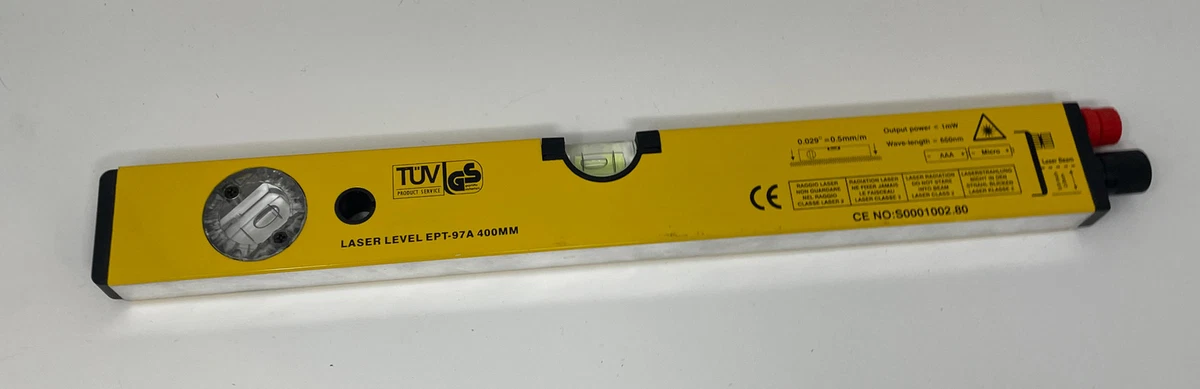 TÜV
PRODUCT SERVICE
GS
LASER LEVEL EPT-97A 400MM
0.029°=0.5mm/m
Output power = 1mW
Wave-length = 650nm
- AAA +
- Micro +
Laser Beam
CE
RAGGIO LASER
NON GUARDARE
NEL RAGGIO
CLASSE LASER 2
RADIATION LASER
NE FIXER JAMAIS
LE FAISCEAU
LASER CLASSE 2
LASER RADIATION
DO NOT STARE
INTO BEAM
LASER CLASS 2
LASERSTRAHLUNG
NICHT IN DEN
STRAHL BLICKEN
LASER KLASSE 2
CE NO:S0001002.80